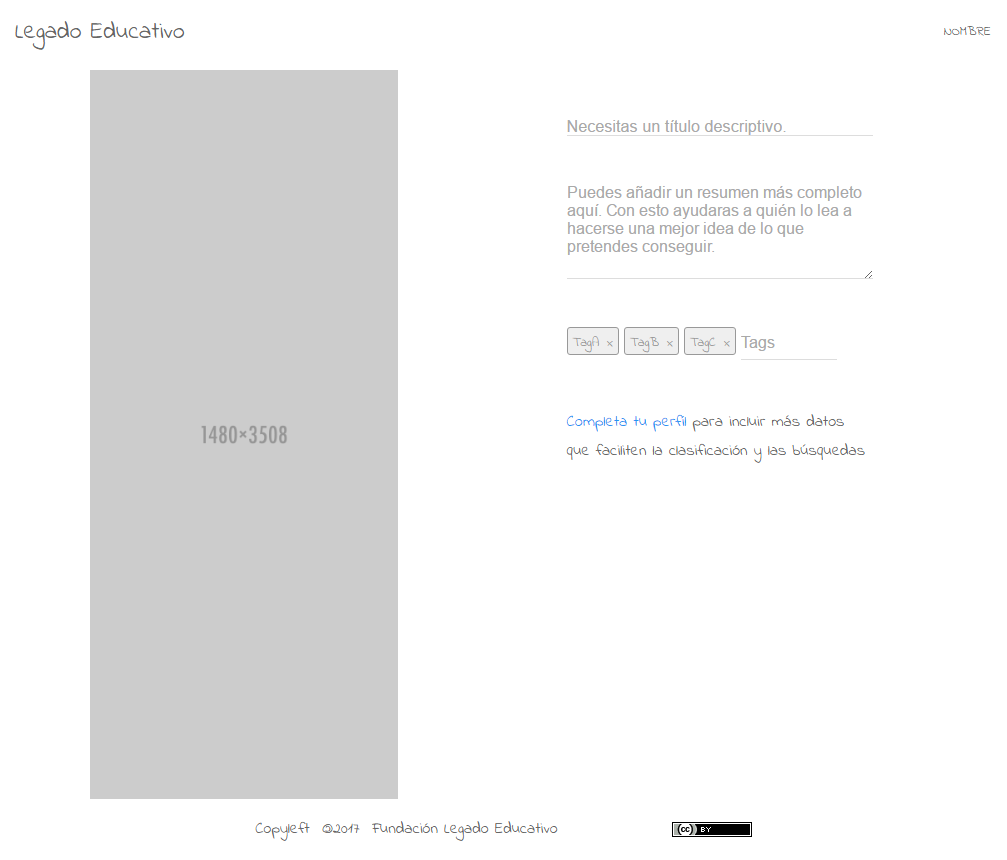 Legado Educativo
NOMBRE
Necesitas un título descriptivo.
Puedes añadir un resumen más completo
aquí. Con esto ayudaras a quién lo lea a
hacerse una mejor idea de lo que
pretendes conseguir.
TagA x TagB x TagC x Tags
Completa tu perfil para incluir más datos
que faciliten la clasificación y las búsquedas
1480×3508
Copyleft ©2017 Fundación Legado Educativo
cc BY